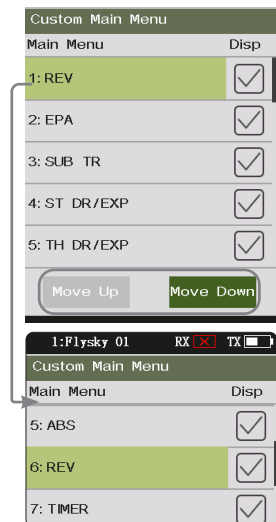 Custom Main Menu
Main Menu Disp
1: REV
2: EPA
3: SUB TR
4: ST DR/EXP
5: TH DR/EXP
Move Up Move Down
1:Flysky 01 RX TX
Custom Main Menu
Main Menu Disp
5: ABS
6: REV
7: TIMER